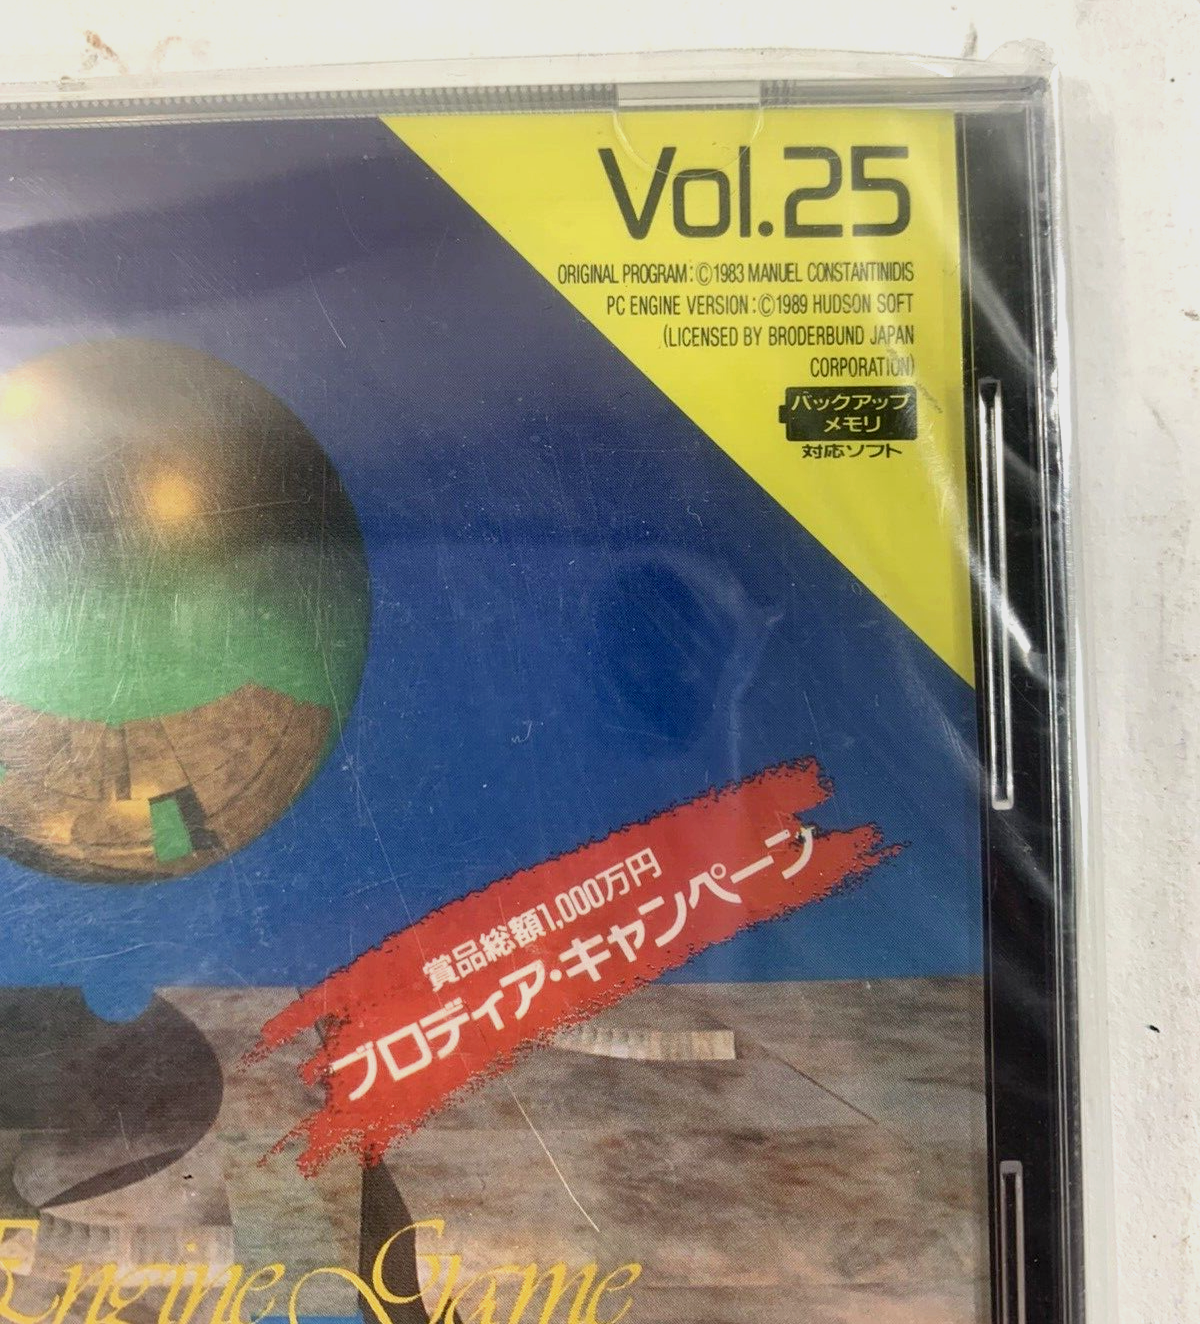 Vol.25
ORIGINAL PROGRAM:©1983 MANUEL CONSTANTINIDIS
PC ENGINE VERSION:©1989 HUDSON SOFT
(LICENSED BY BRODERBUND JAPAN
CORPORATION)
バックアップ
メモリ
対応ソフト
賞品総額1,000万円
ブロディア・キャンペーン
Engine Game